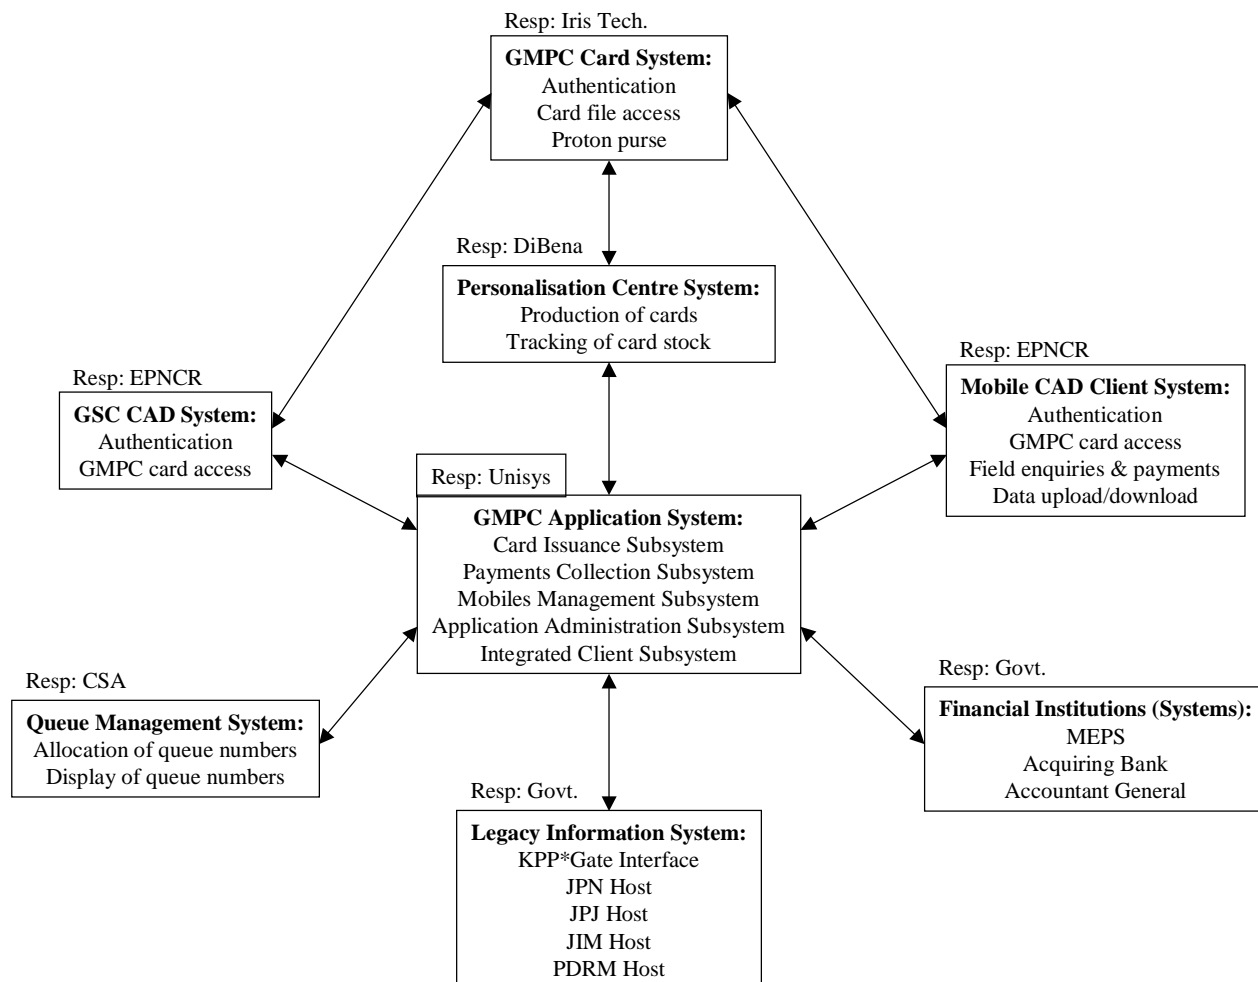 Resp: Iris Tech.
GMPC Card System:
Authentication
Card file access
Proton purse
Resp: DiBena
Personalisation Centre System:
Production of cards
Tracking of card stock
Resp: EPNCR
GSC CAD System:
Authentication
GMPC card access
Resp: EPNCR
Mobile CAD Client System:
Authentication
GMPC card access
Field enquiries & payments
Data upload/download
Resp: Unisys
GMPC Application System:
Card Issuance Subsystem
Payments Collection Subsystem
Mobiles Management Subsystem
Application Administration Subsystem
Integrated Client Subsystem
Resp: CSA
Queue Management System:
Allocation of queue numbers
Display of queue numbers
Resp: Govt.
Financial Institutions (Systems):
MEPS
Acquiring Bank
Accountant General
Resp: Govt.
Legacy Information System:
KPP*Gate Interface
JPN Host
JPJ Host
JIM Host
PDRM Host